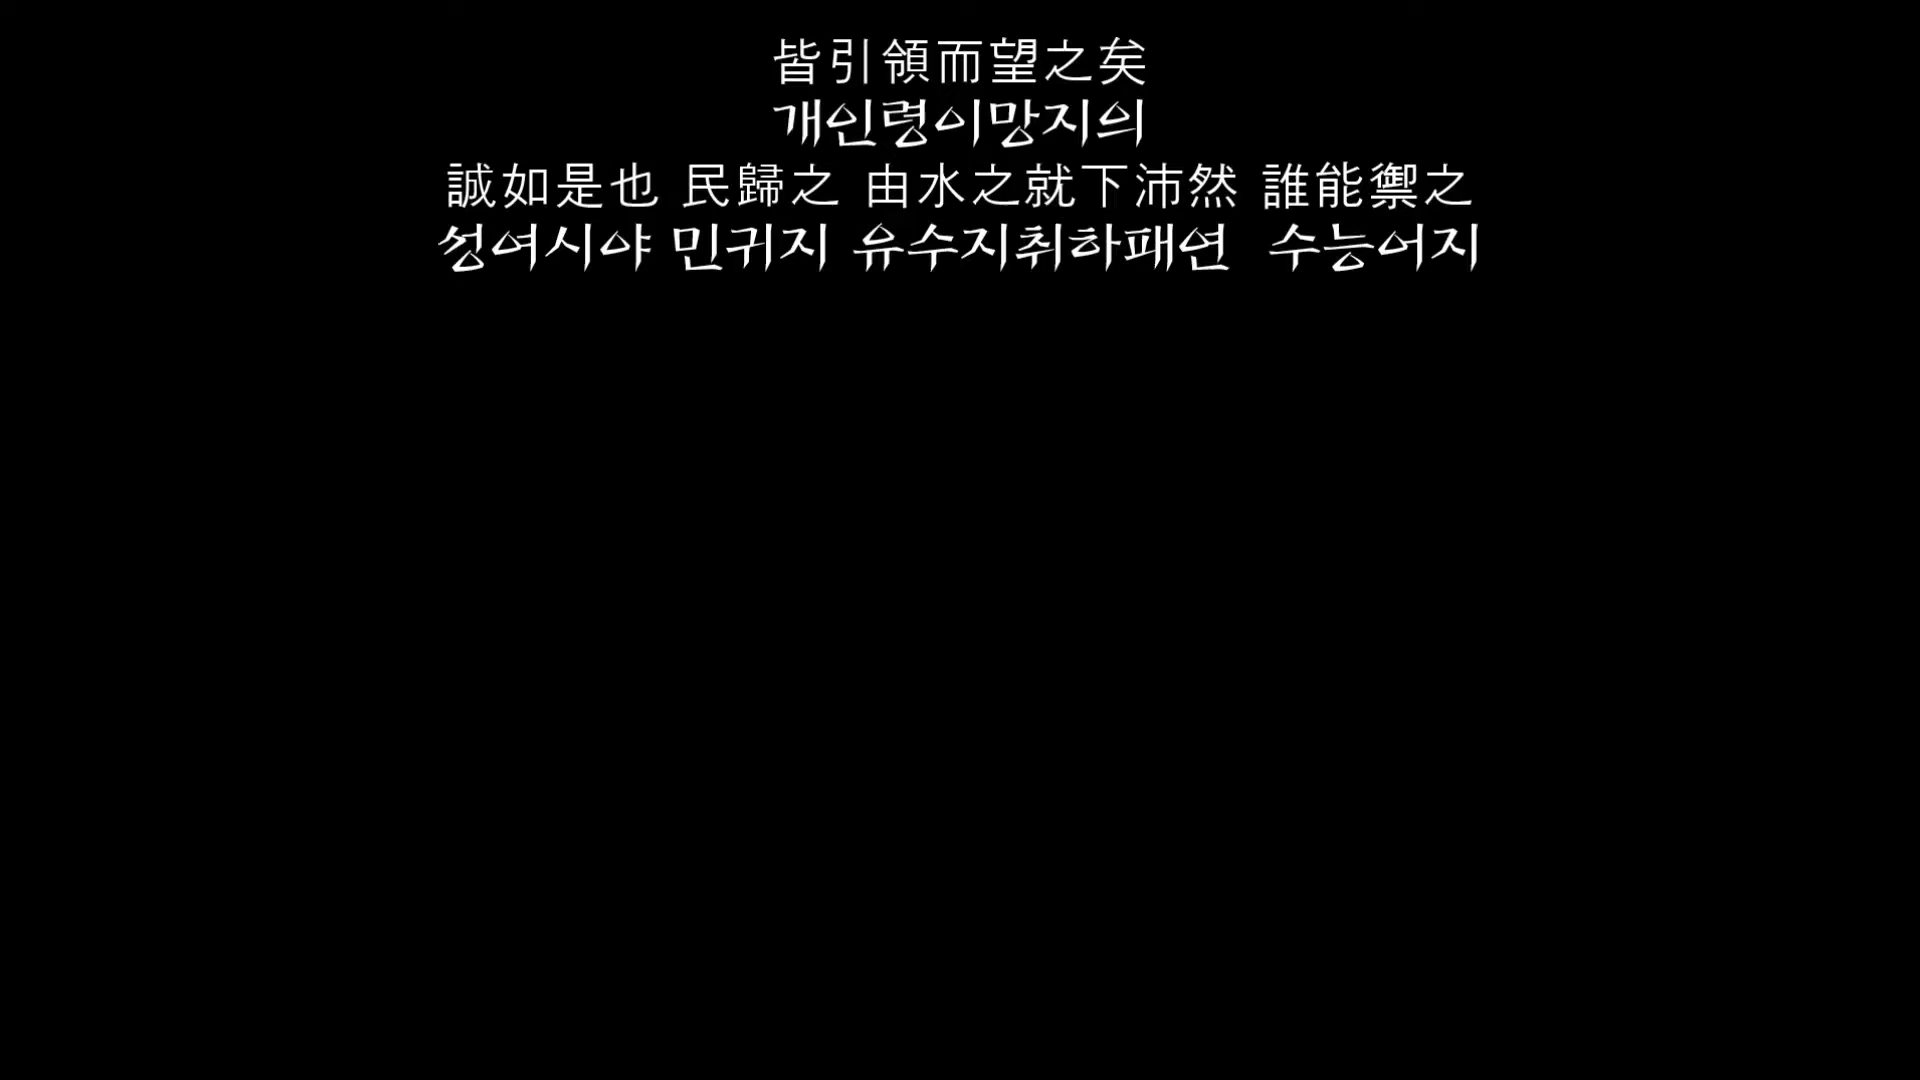 皆引領而望之矣
개인령이망지의
誠如是也 民歸之 由水之就下沛然 誰能禦之
성여시야 민귀지 유수지취하패연 수능어지